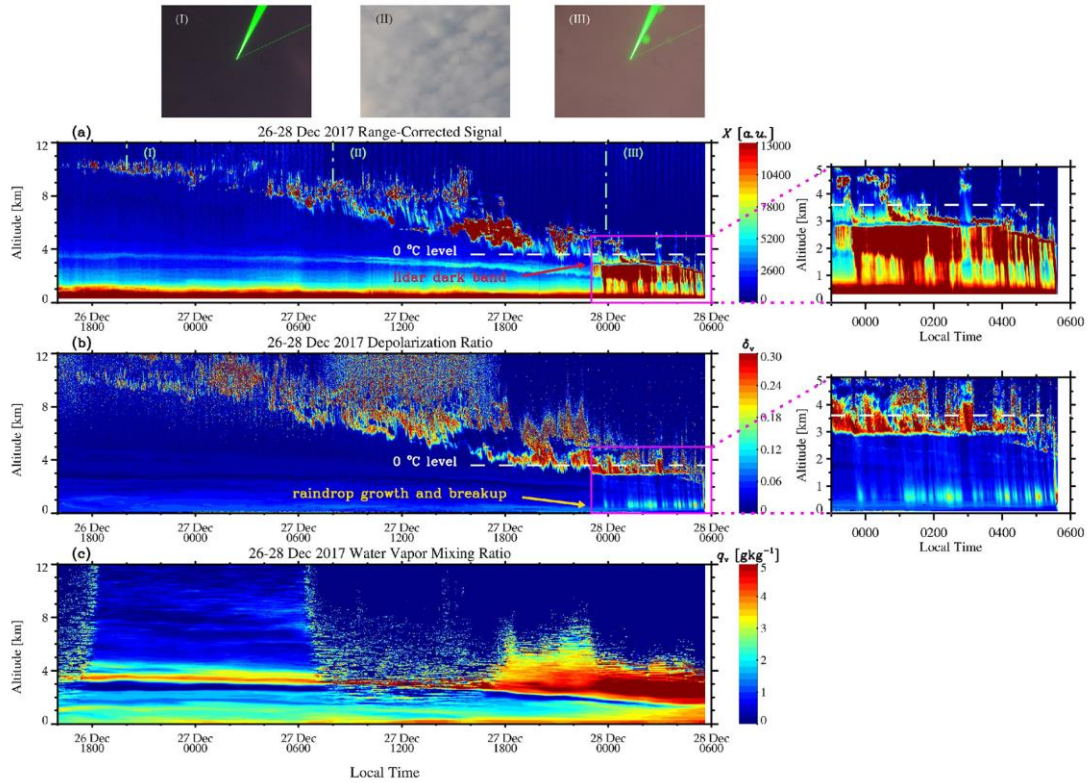 (I)
(II)
(III)
(a)
26-28 Dec 2017 Range-Corrected Signal
X [a.u.]
Altitude [km]
12
8
4
0
(I)
(II)
(III)
0 °C level
lidar dark band
26 Dec 1800
27 Dec 0000
27 Dec 0600
27 Dec 1200
27 Dec 1800
28 Dec 0000
28 Dec 0600
13000
10400
7800
5200
2600
0
Altitude [km]
5
4
3
2
1
0
0000 0200 0400 0600
Local Time
(b)
26-28 Dec 2017 Depolarization Ratio
δv
Altitude [km]
12
8
4
0
0 °C level
raindrop growth and breakup
26 Dec 1800
27 Dec 0000
27 Dec 0600
27 Dec 1200
27 Dec 1800
28 Dec 0000
28 Dec 0600
0.30
0.24
0.18
0.12
0.06
0.00
Altitude [km]
5
4
3
2
1
0
0000 0200 0400 0600
Local Time
(c)
26-28 Dec 2017 Water Vapor Mixing Ratio
qv [gkg⁻¹]
Altitude [km]
12
8
4
0
26 Dec 1800
27 Dec 0000
27 Dec 0600
27 Dec 1200
27 Dec 1800
28 Dec 0000
28 Dec 0600
5
4
3
2
1
0
Local Time